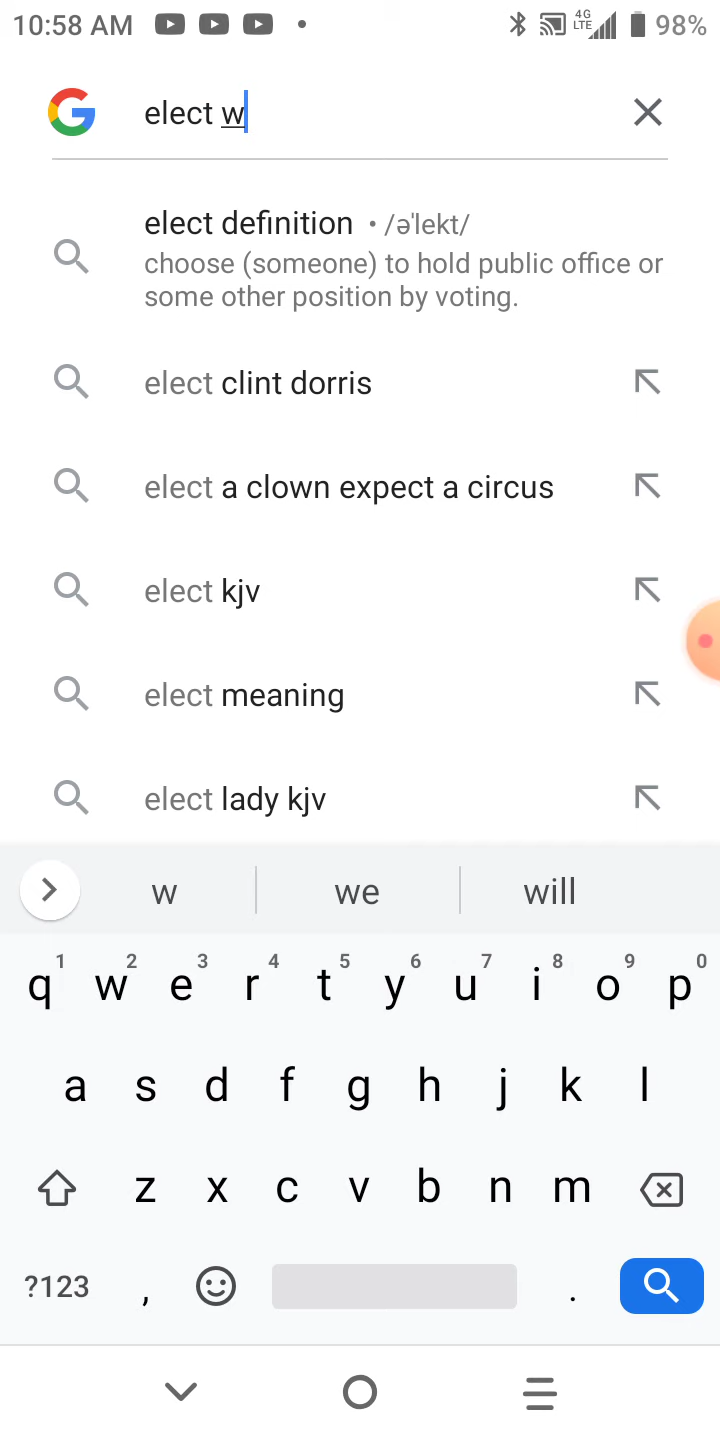 10:58 AM 4G LTE 98%
elect w
elect definition • /ə'lekt/
choose (someone) to hold public office or
some other position by voting.
elect clint dorris
elect a clown expect a circus
elect kjv
elect meaning
elect lady kjv
w we will
1 2 3 4 5 6 7 8 9 0
q w e r t y u i o p
a s d f g h j k l
z x c v b n m
?123 , .